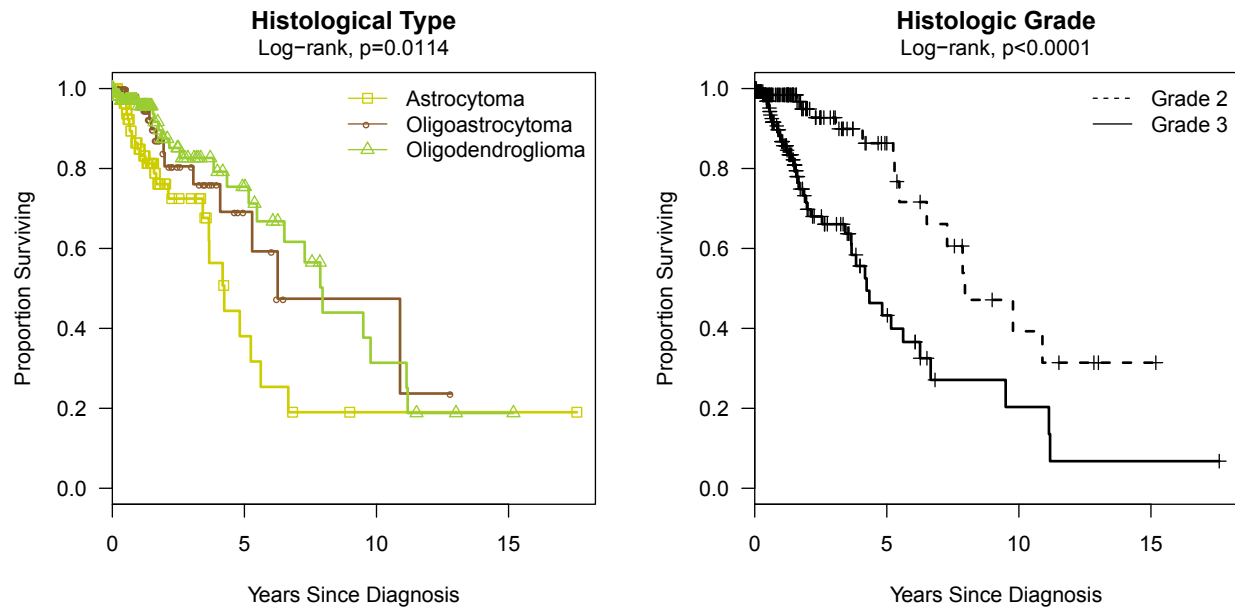 Histological Type
Log−rank, p=0.0114
1.0
0.8
0.6
0.4
0.2
0.0
Proportion Surviving
Astrocytoma
Oligoastrocytoma
Oligodendroglioma
0 5 10 15
Years Since Diagnosis
Histologic Grade
Log−rank, p<0.0001
1.0
0.8
0.6
0.4
0.2
0.0
Proportion Surviving
Grade 2
Grade 3
0 5 10 15
Years Since Diagnosis